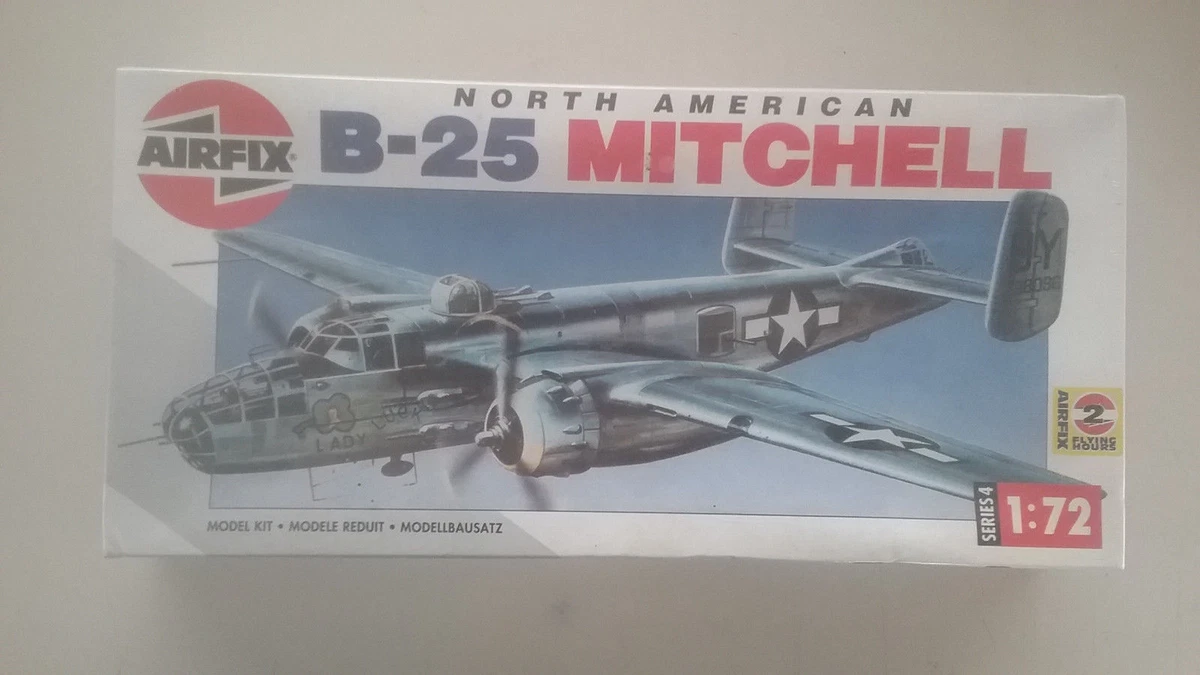 NORTH AMERICAN
AIRFIX®
B-25 MITCHELL
LADY
AIRFIX
2
FLYING
HOURS
SERIES 4
1:72
MODEL KIT • MODELE REDUIT • MODELLBAUSATZ